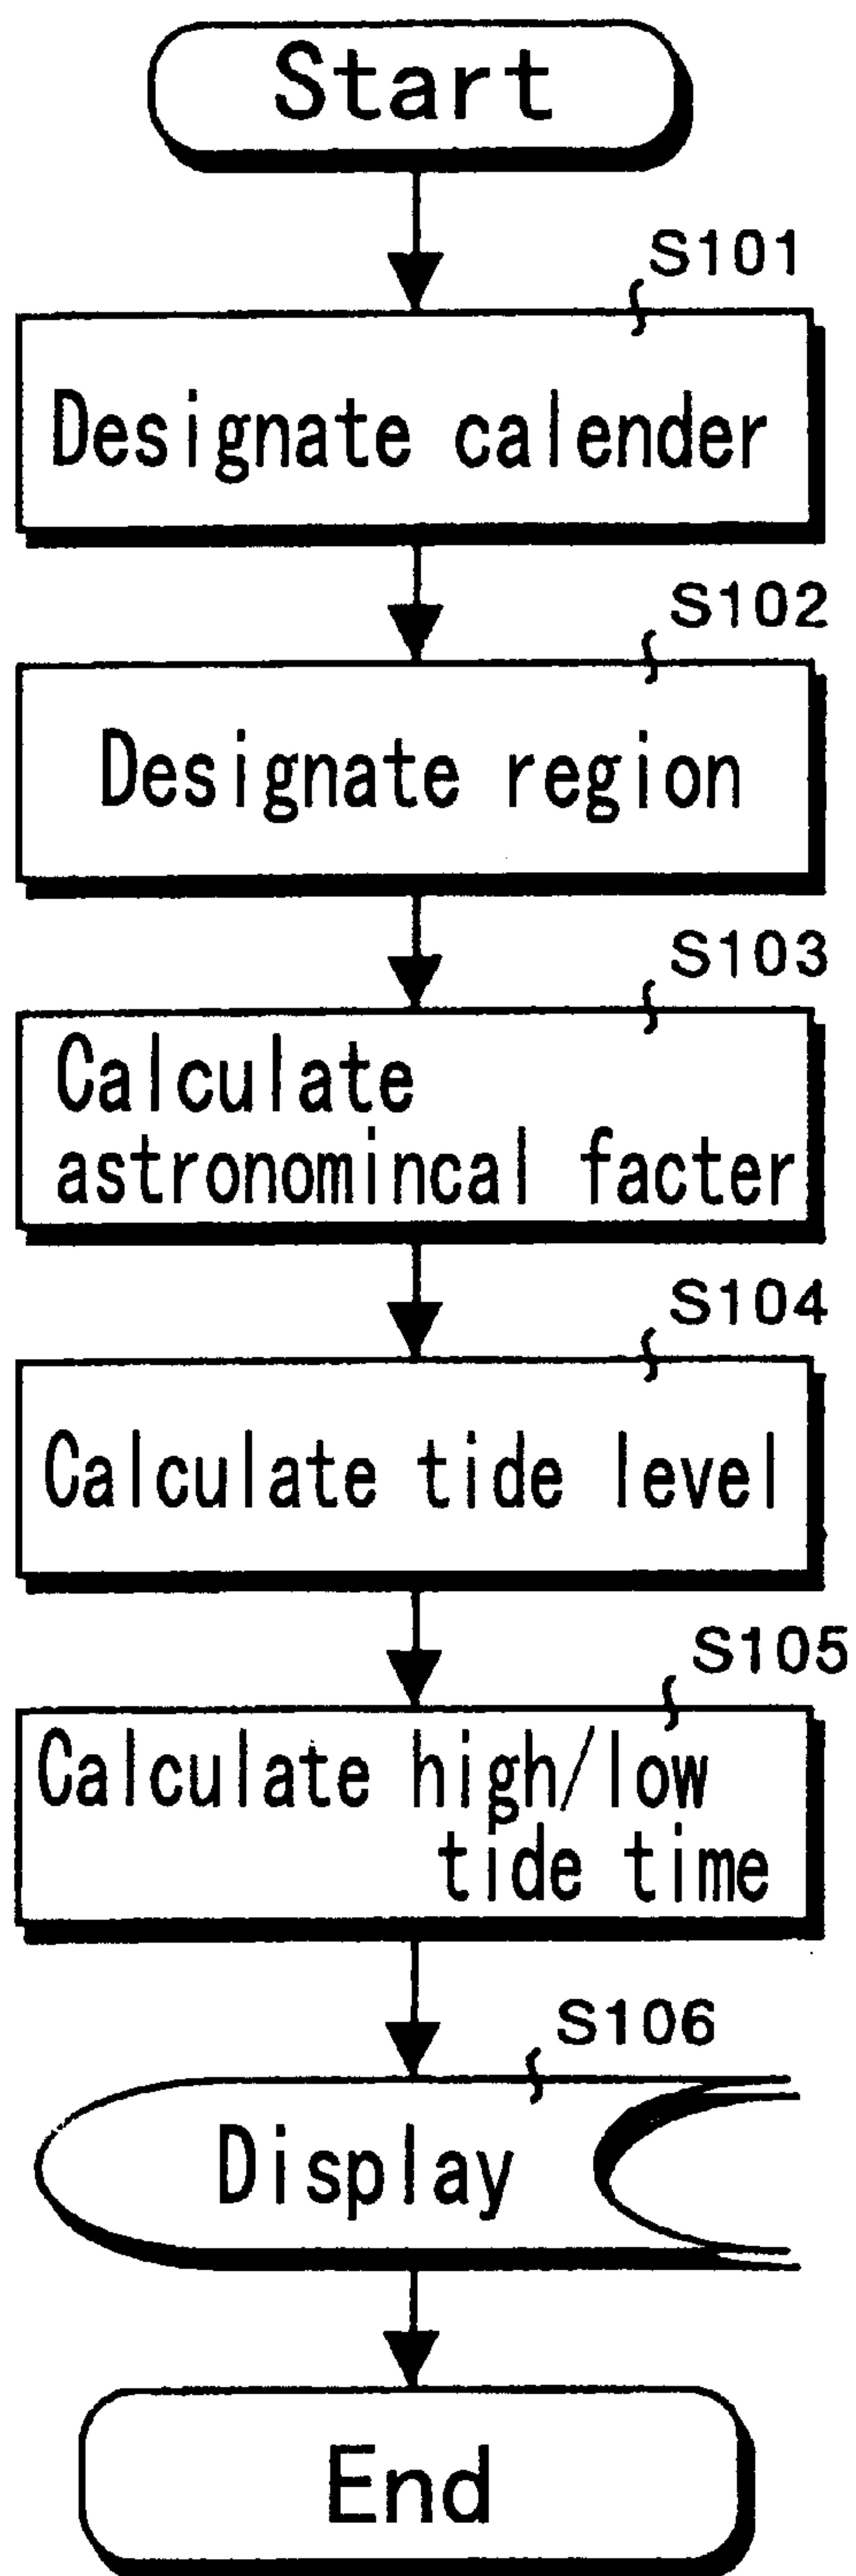 Start
S101
Designate calender
S102
Designate region
S103
Calculate
astronomincal facter
S104
Calculate tide level
S105
Calculate high/low
tide time
S106
Display
End